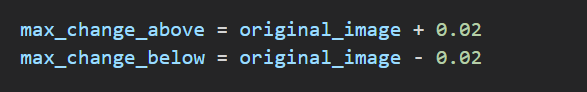 max_change_above = original_image + 0.02
max_change_below = original_image - 0.02